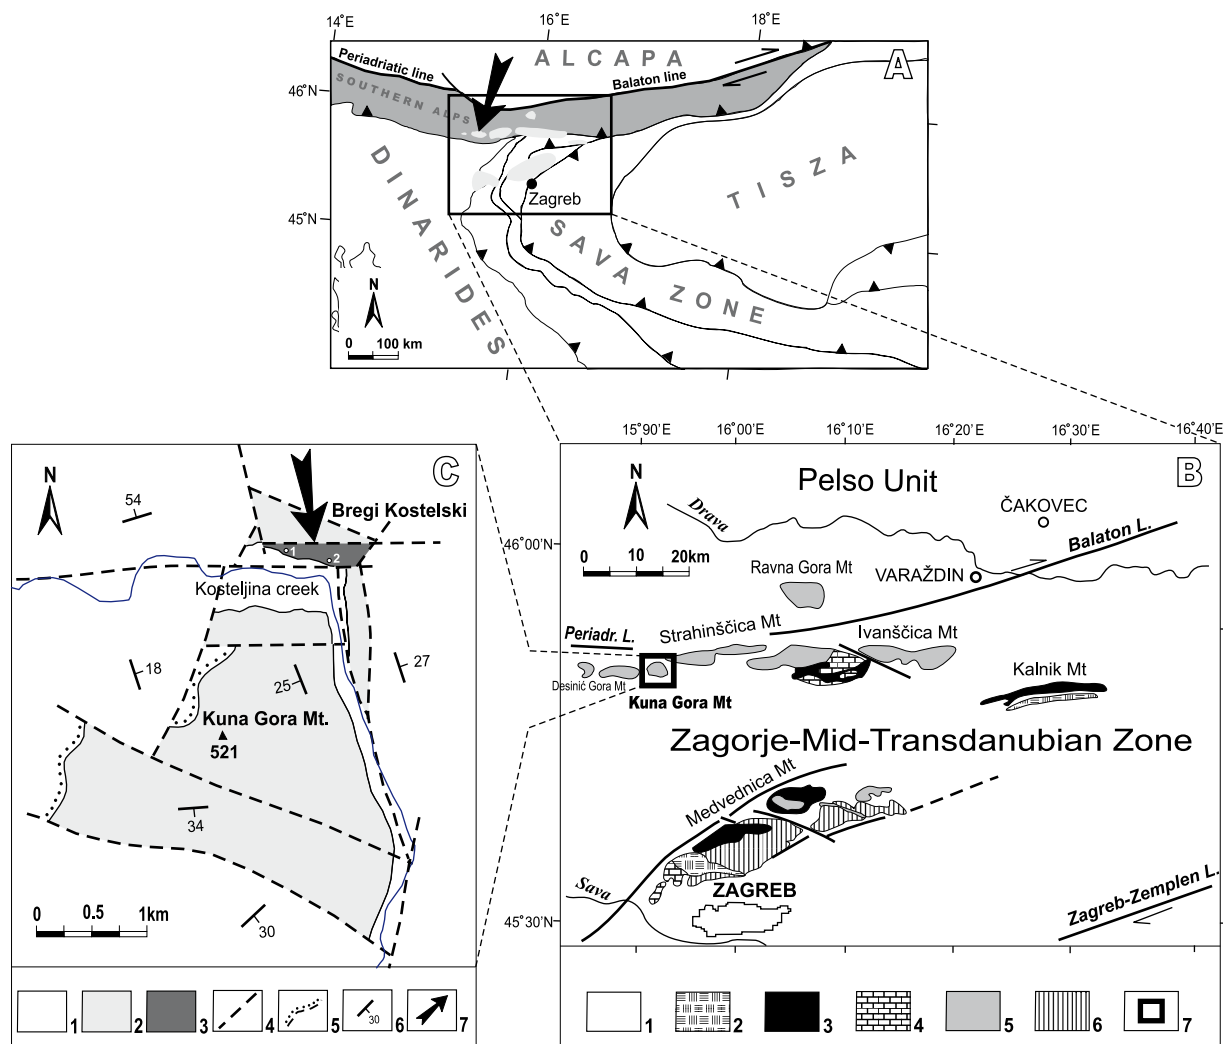 14°E
16°E
18°E
A L C A P A
A
Periadriatic line
Balaton line
SOUTHERN ALPS
46°N
DINARIDES
TISZA
Zagreb
45°N
SAVA ZONE
N
0 100 km
C
N
54
Bregi Kostelski
1
2
Kosteljina creek
18
27
25
Kuna Gora Mt.
521
34
0 0.5 1km
30
1
2
3
4
5
30
6
7
15°90'E
16°00'E
16°10'E
16°20'E
16°30'E
16°40'E
B
N
Pelso Unit
ČAKOVEC
Drava
Balaton L.
46°00'N
0 10 20km
Ravna Gora Mt
VARAŽDIN
Strahinščica Mt
Ivanščica Mt
Periadr. L.
Desinić Gora Mt
Kuna Gora Mt
Kalnik Mt
Zagorje-Mid-Transdanubian Zone
Medvednica Mt
ZAGREB
Sava
Zagreb-Zemplen L.
45°30'N
1
2
3
4
5
6
7